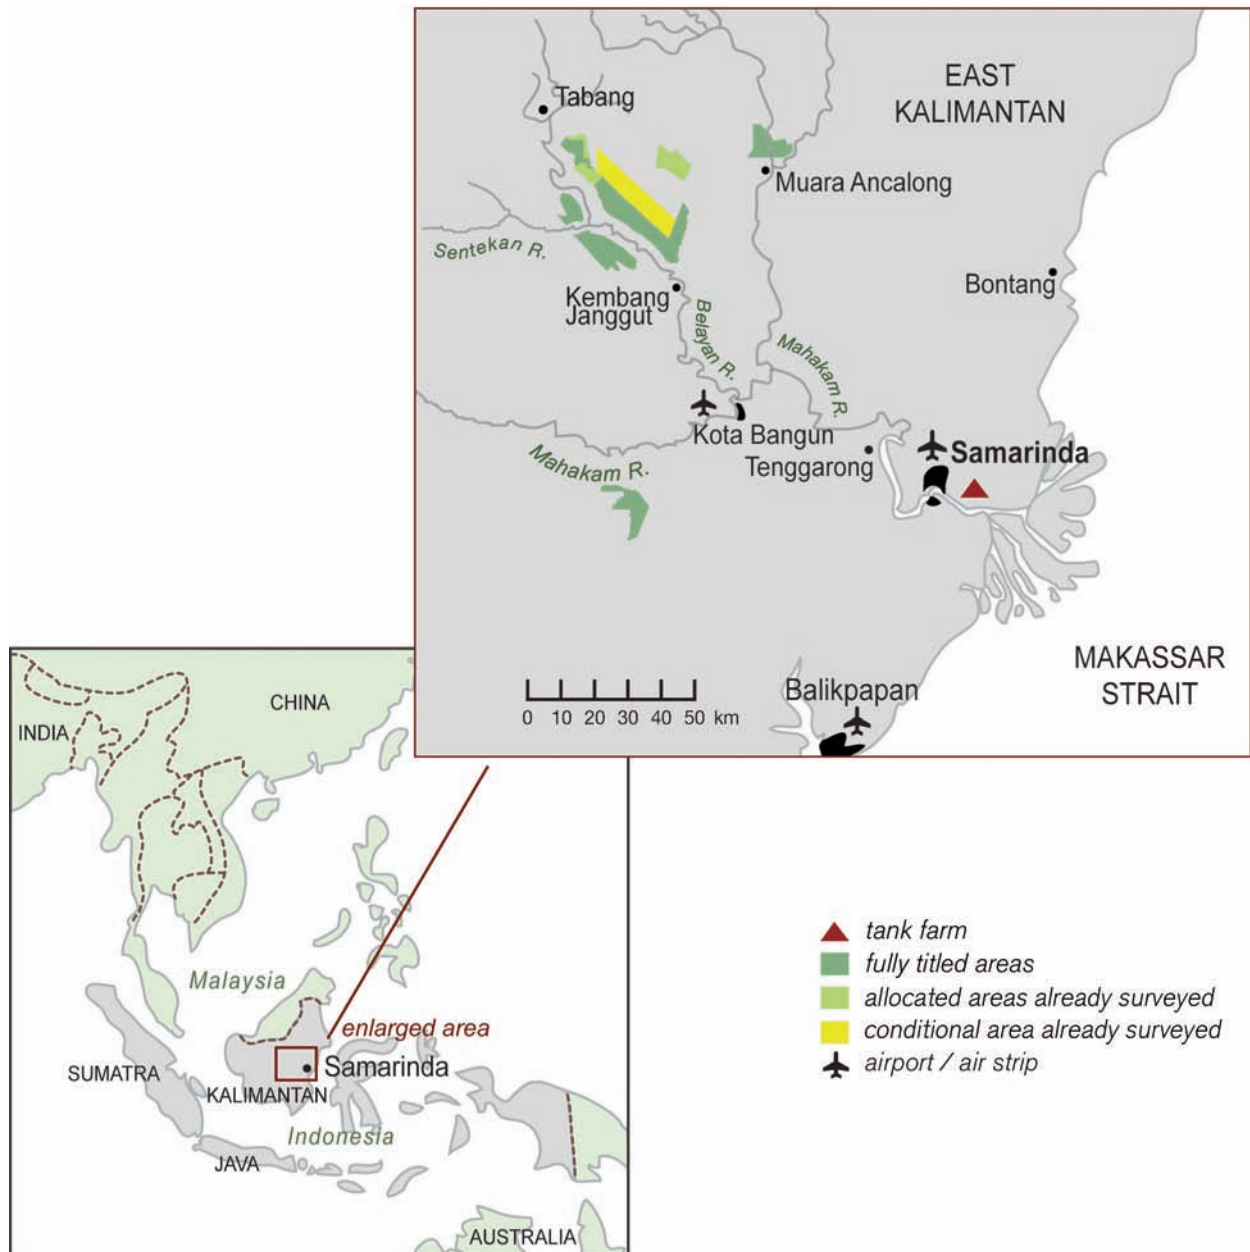 EAST
KALIMANTAN
Tabang
Muara Ancalong
Sentekan R.
Bontang
Kembang
Janggut
Belayan R.
Mahakam R.
Kota Bangun
Tenggarong
Samarinda
Mahakam R.
MAKASSAR
STRAIT
Balikpapan
0 10 20 30 40 50 km
CHINA
INDIA
Malaysia
enlarged area
Samarinda
SUMATRA
KALIMANTAN
Indonesia
JAVA
AUSTRALIA
tank farm
fully titled areas
allocated areas already surveyed
conditional area already surveyed
airport / air strip